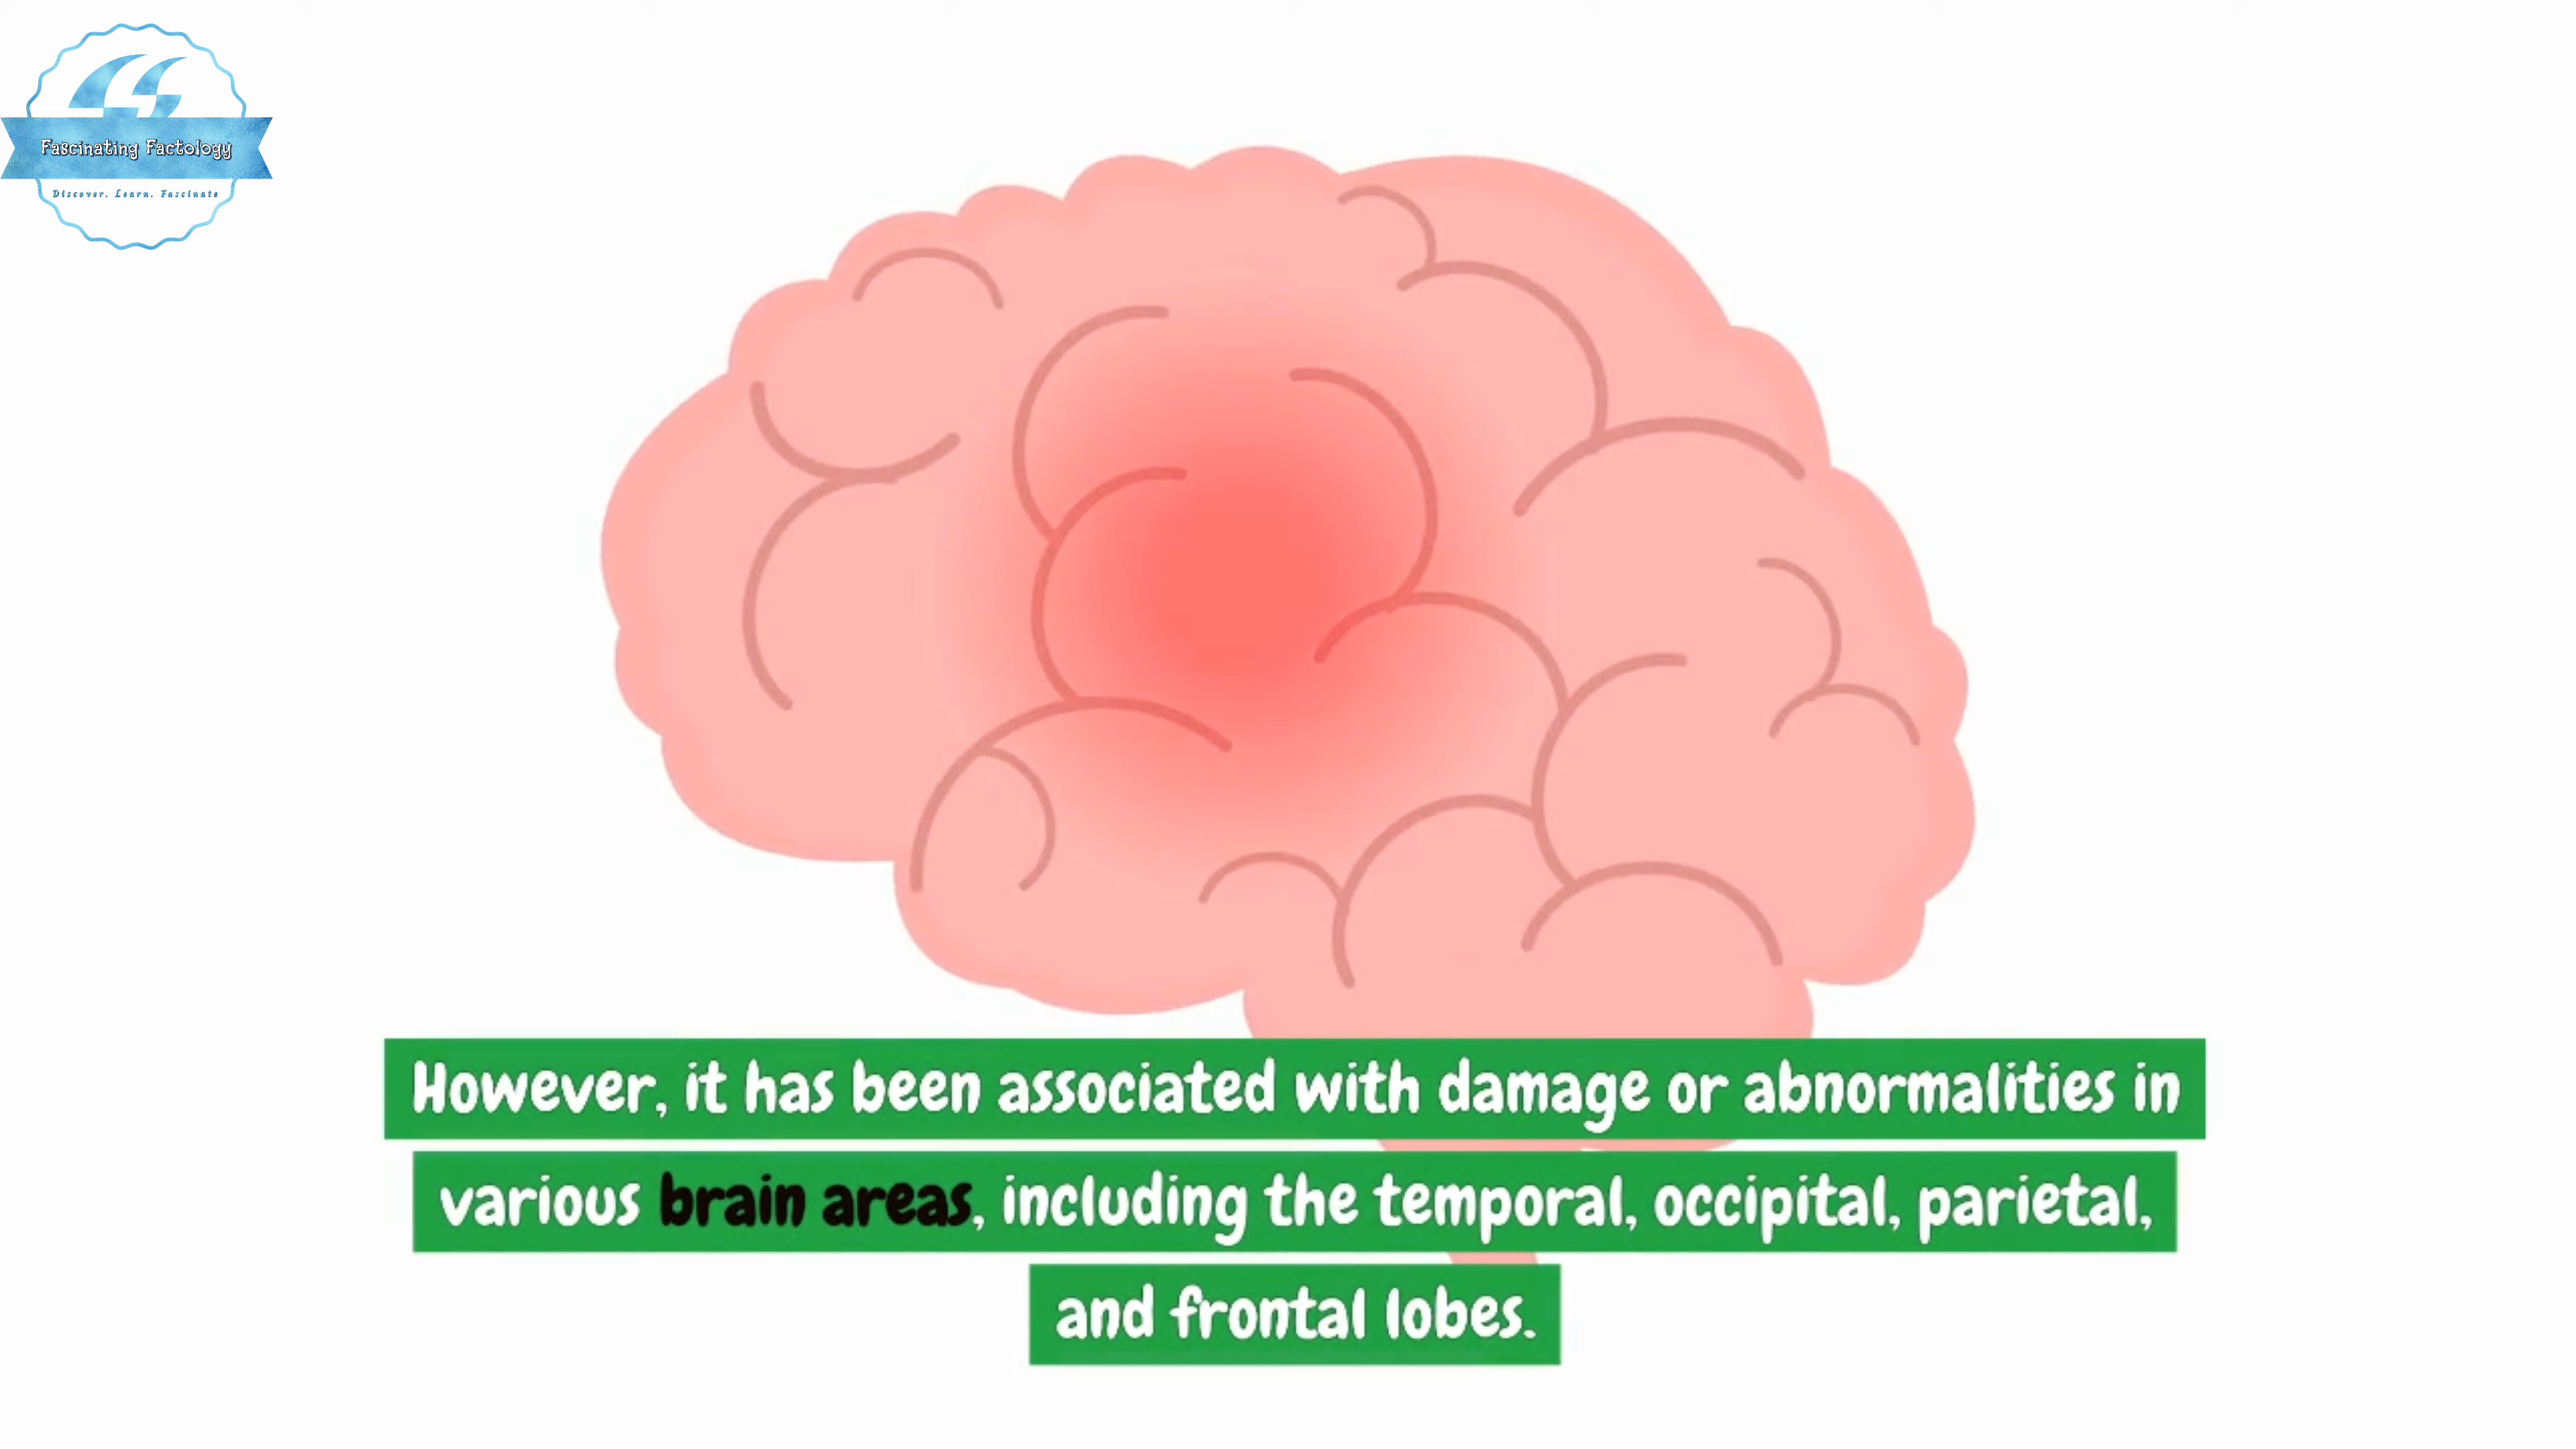 Fascinating Factology
Discover. Learn. Fascinate
However, it has been associated with damage or abnormalities in
various brain areas, including the temporal, occipital, parietal,
and frontal lobes.